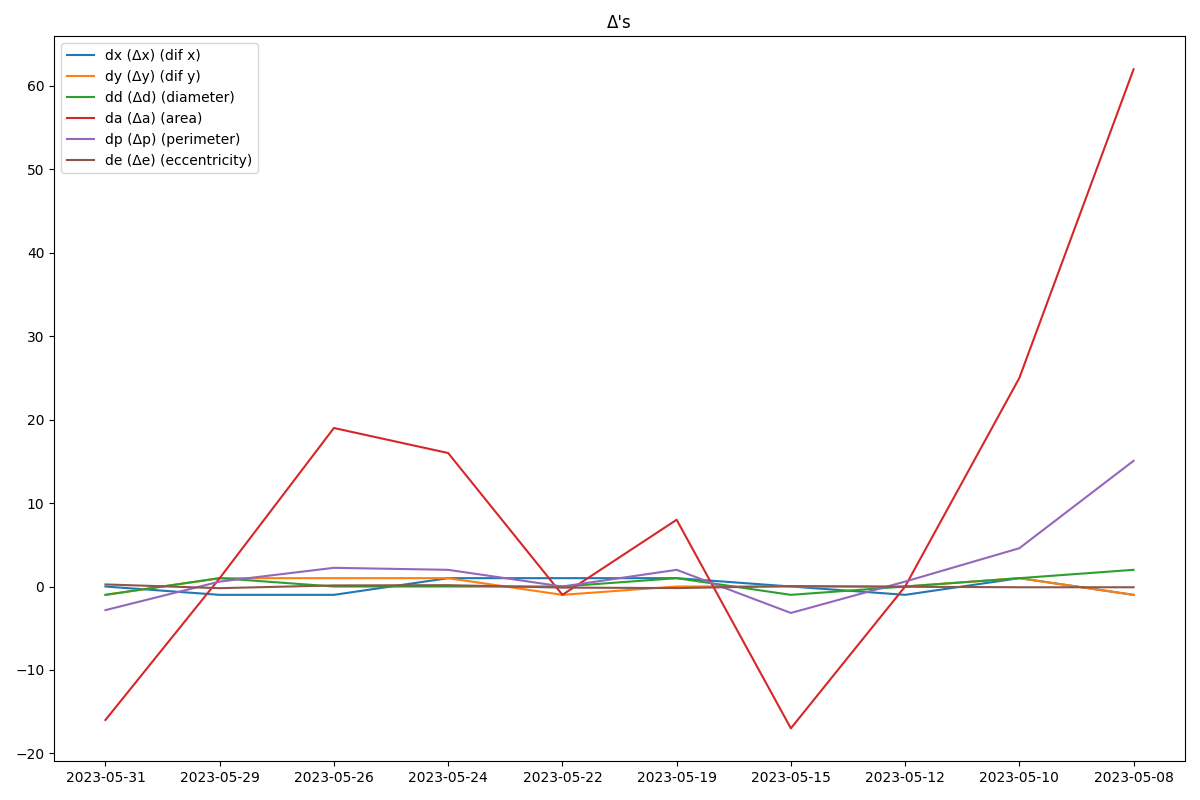 Δ's
dx (Δx) (dif x)
dy (Δy) (dif y)
dd (Δd) (diameter)
da (Δa) (area)
dp (Δp) (perimeter)
de (Δe) (eccentricity)
60
50
40
30
20
10
0
−10
−20
2023-05-31 2023-05-29 2023-05-26 2023-05-24 2023-05-22 2023-05-19 2023-05-15 2023-05-12 2023-05-10 2023-05-08